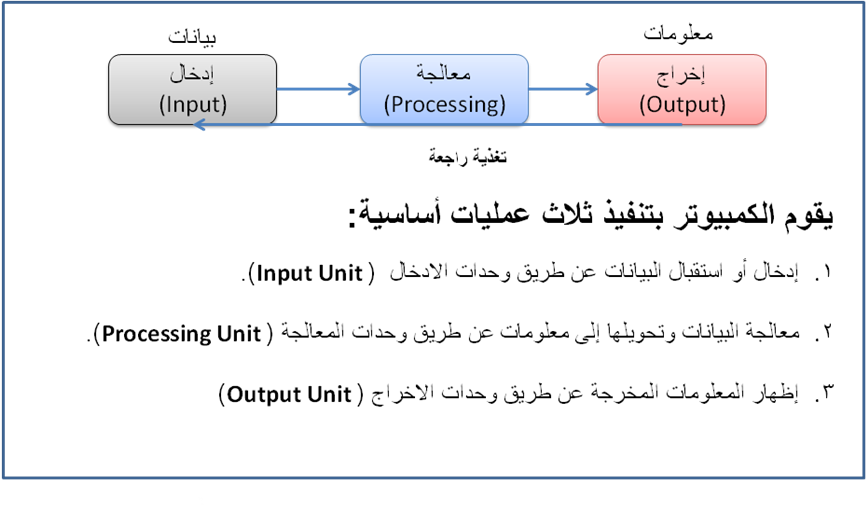 بيانات
معلومات
إدخال
(Input)
معالجة
(Processing)
إخراج
(Output)
تغذية راجعة
يقوم الكمبيوتر بتنفيذ ثلاث عمليات أساسية:
١. إدخال أو استقبال البيانات عن طريق وحدات الادخال (Input Unit).
٢. معالجة البيانات وتحويلها إلى معلومات عن طريق وحدات المعالجة (Processing Unit).
٣. إظهار المعلومات المخرجة عن طريق وحدات الاخراج (Output Unit)